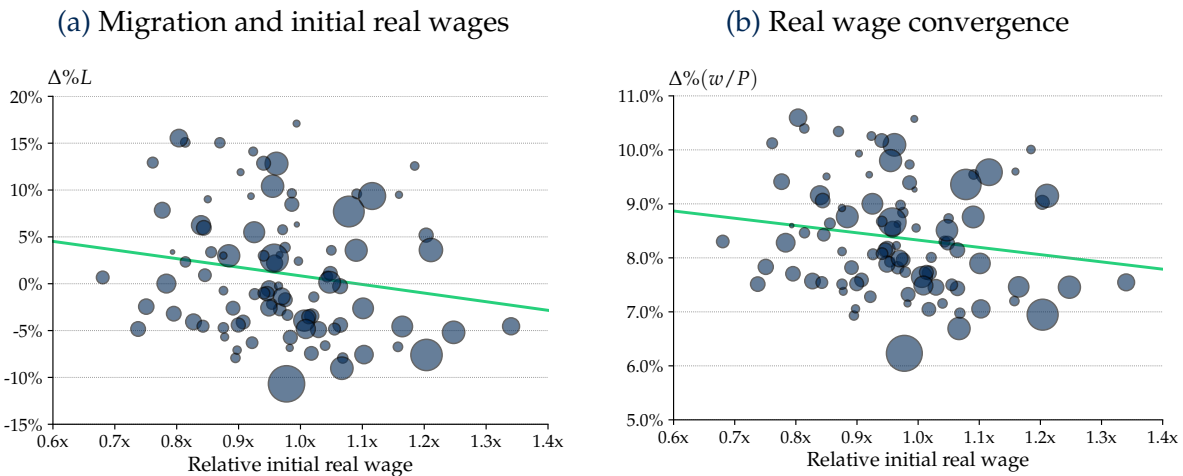 (a) Migration and initial real wages
Δ%L
20%
15%
10%
5%
0%
-5%
-10%
-15%
0.6x 0.7x 0.8x 0.9x 1.0x 1.1x 1.2x 1.3x 1.4x
Relative initial real wage
(b) Real wage convergence
Δ%(w/P)
11.0%
10.0%
9.0%
8.0%
7.0%
6.0%
5.0%
0.6x 0.7x 0.8x 0.9x 1.0x 1.1x 1.2x 1.3x 1.4x
Relative initial real wage